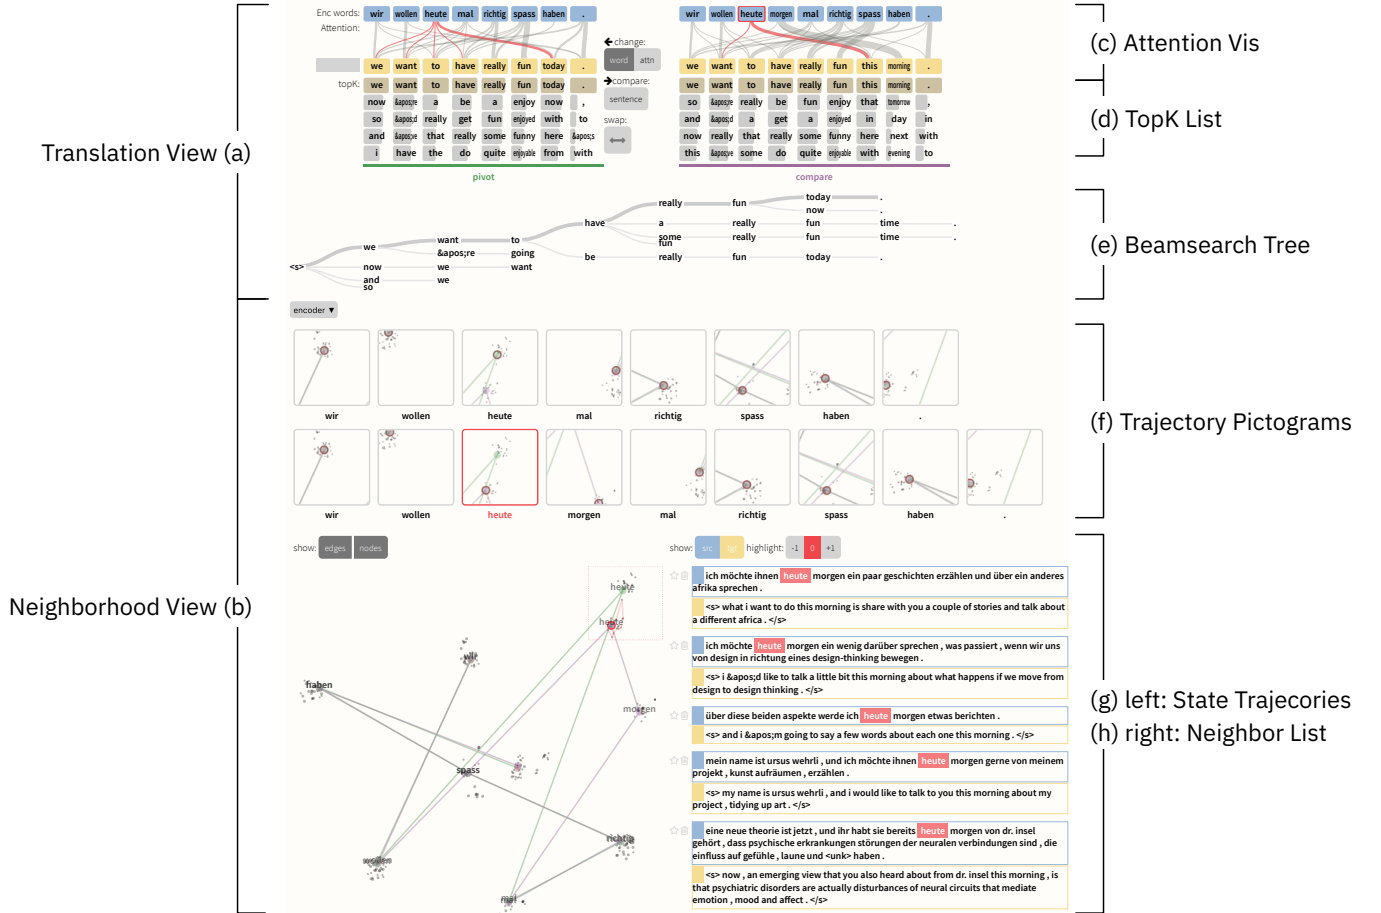 Enc words: wir wollen heute mal richtig spass haben .
wir wollen heute morgen mal richtig spass haben .
Attention:
change:
word attn
we want to have really fun today .
we want to have really fun this morning .
topK: we want to have really fun today .
we want to have really fun this morning .
compare:
sentence
now &apos;re a be a enjoy now ,
so &apos;re really be fun enjoy that tomorrow ,
so &apos;d really get fun enjoyed with to
and &apos;d a get a enjoyed in day in
swap:
and &apos;ve that really some funny here &apos;s
now really that really some funny here next with
i have the do quite enjoyable from with
this &apos;ve some do quite enjoyable with evening to
pivot
compare
(c) Attention Vis
(d) TopK List
Translation View (a)
<s> we want to have really fun today .
now .
a really fun time .
some really fun time .
fun
&apos;re going
be really fun today .
now we want
and we
so
(e) Beamsearch Tree
encoder ▼
wir wollen heute mal richtig spass haben .
wir wollen heute morgen mal richtig spass haben .
(f) Trajectory Pictograms
Neighborhood View (b)
show: edges nodes
heute
heute
wir
haben
morgen
spass
richtig
wollen
mal
show: s/c tgt highlight: -1 0 +1
ich möchte ihnen heute morgen ein paar geschichten erzählen und über ein anderes
afrika sprechen .
<s> what i want to do this morning is share with you a couple of stories and talk about
a different africa . </s>
ich möchte heute morgen ein wenig darüber sprechen , was passiert , wenn wir uns
von design in richtung eines design-thinking bewegen .
<s> i &apos;d like to talk a little bit this morning about what happens if we move from
design to design thinking . </s>
über diese beiden aspekte werde ich heute morgen etwas berichten .
<s> and i &apos;m going to say a few words about each one this morning . </s>
mein name ist ursus wehrli , und ich möchte ihnen heute morgen gerne von meinem
projekt , kunst aufräumen , erzählen .
<s> my name is ursus wehrli , and i would like to talk to you this morning about my
project , tidying up art . </s>
eine neue theorie ist jetzt , und ihr habt sie bereits heute morgen von dr. insel
gehört , dass psychische erkrankungen störungen der neuralen verbindungen sind , die
einfluss auf gefühle , laune und <unk> haben .
<s> now , an emerging view that you also heard about from dr. insel this morning , is
that psychiatric disorders are actually disturbances of neural circuits that mediate
emotion , mood and affect . </s>
(g) left: State Trajecories
(h) right: Neighbor List